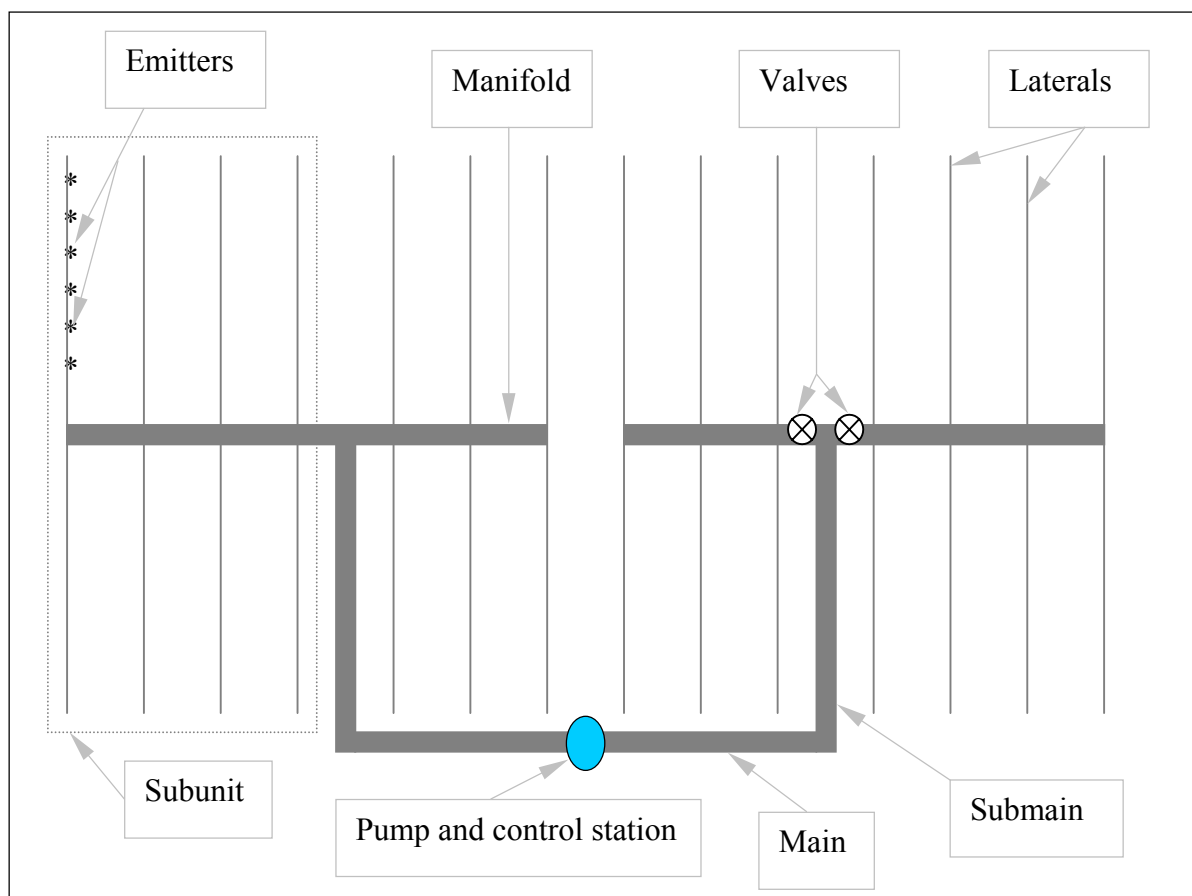 Emitters
Manifold
Valves
Laterals
Subunit
Pump and control station
Main
Submain